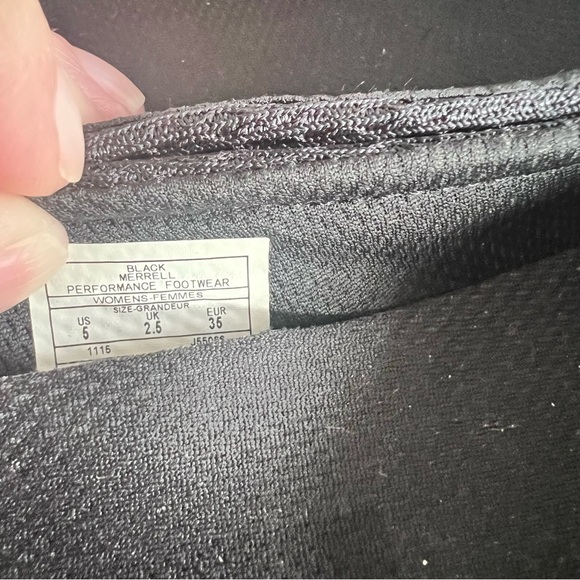 BLACK
MERRELL
PERFORMANCE FOOTWEAR
WOMENS-FEMMES
SIZE-GRANDEUR
US UK EUR
5 2.5 35
1115